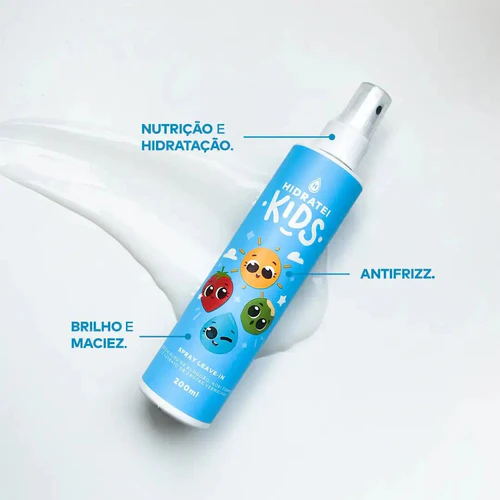 NUTRIÇÃO E
HIDRATAÇÃO.
HIDRATEI
KIDS
ANTIFRIZZ.
BRILHO E
MACIEZ.
SPRAY LEAVE-IN
200ml